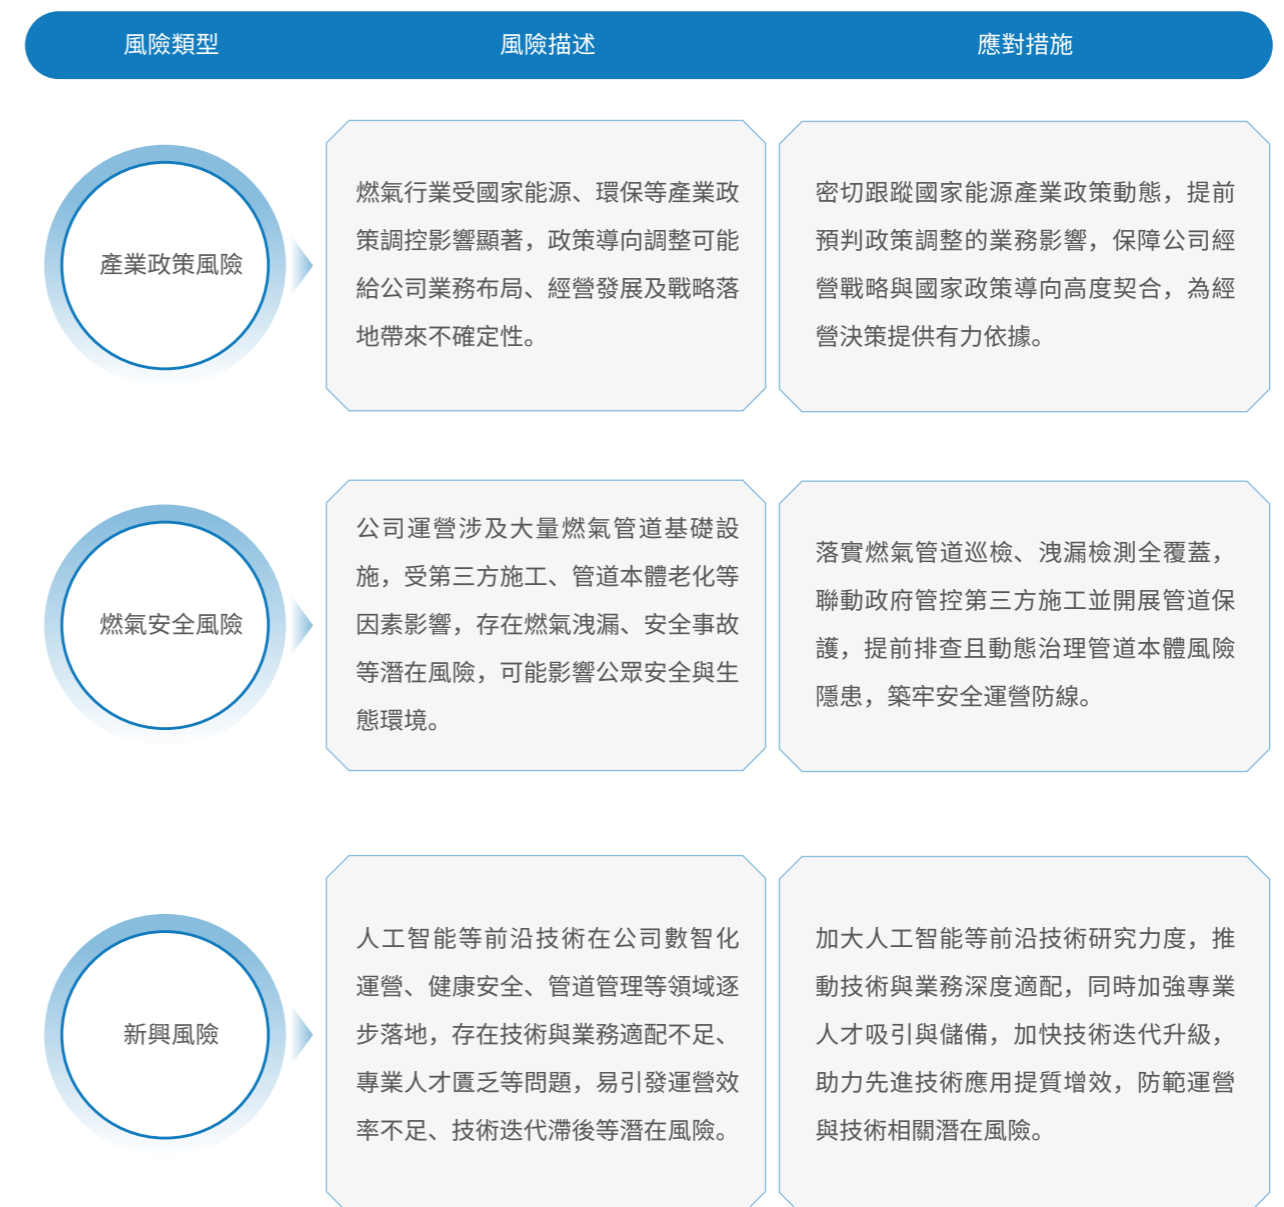 風險類型
風險描述
應對措施
產業政策風險
燃氣行業受國家能源、環保等產業政
策調控影響顯著，政策導向調整可能
給公司業務布局、經營發展及戰略落
地帶來不確定性。
密切跟蹤國家能源產業政策動態，提前
預判政策調整的業務影響，保障公司經
營戰略與國家政策導向高度契合，為經
營決策提供有力依據。
燃氣安全風險
公司運營涉及大量燃氣管道基礎設
施，受第三方施工、管道本體老化等
因素影響，存在燃氣洩漏、安全事故
等潛在風險，可能影響公眾安全與生
態環境。
落實燃氣管道巡檢、洩漏檢測全覆蓋，
聯動政府管控第三方施工並開展管道保
護，提前排查且動態治理管道本體風險
隱患，築牢安全運營防線。
新興風險
人工智能等前沿技術在公司數智化
運營、健康安全、管道管理等領域逐
步落地，存在技術與業務適配不足、
專業人才匱乏等問題，易引發運營效
率不足、技術迭代滯後等潛在風險。
加大人工智能等前沿技術研究力度，推
動技術與業務深度適配，同時加強專業
人才吸引與儲備，加快技術迭代升級，
助力先進技術應用提質增效，防範運營
與技術相關潛在風險。